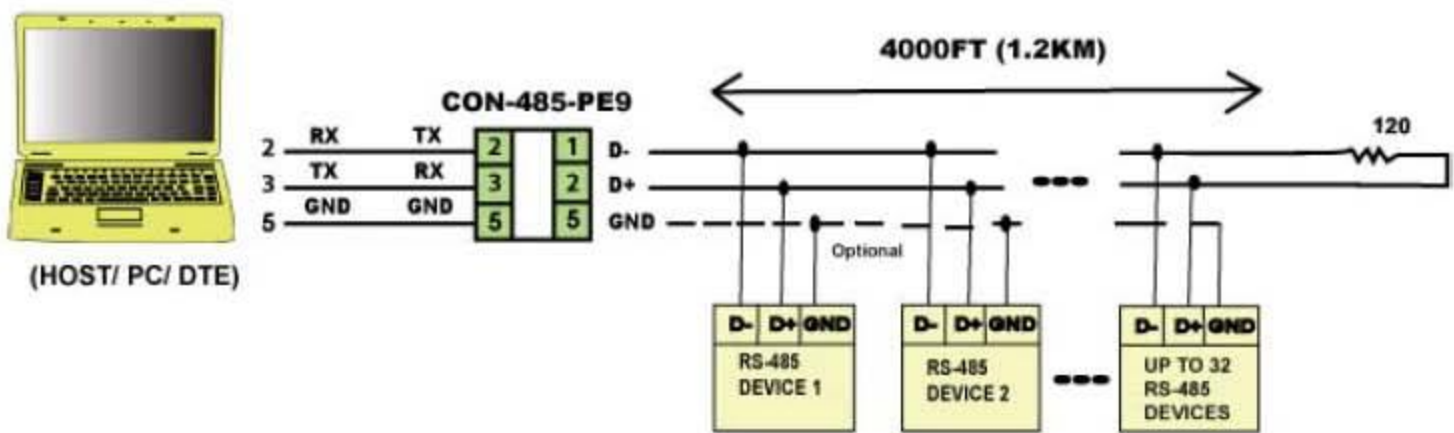 4000FT (1.2KM)
CON-485-PE9
120
2 RX TX 2 1 D-
3 TX RX 3 2 D+
5 GND GND 5 5 GND
Optional
(HOST/ PC/ DTE)
D- D+ GND D- D+ GND D- D+ GND
RS-485
DEVICE 1
RS-485
DEVICE 2
UP TO 32
RS-485
DEVICES